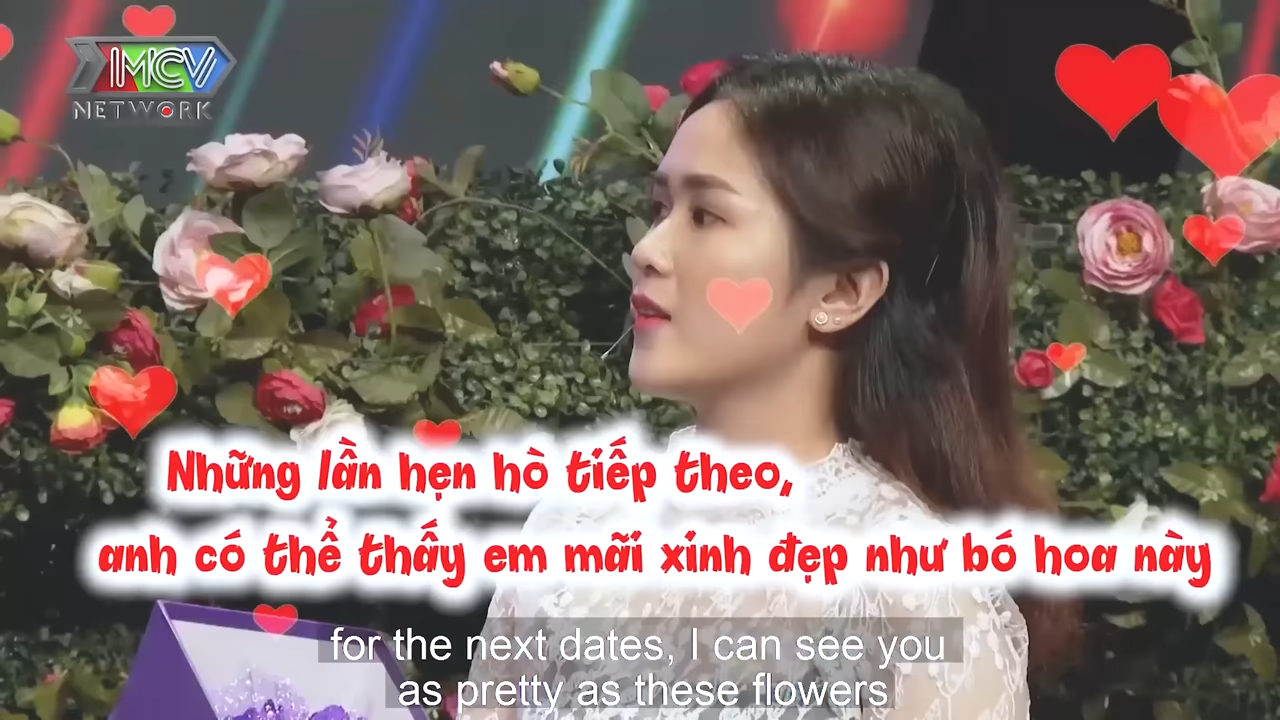 MCV
NETWORK
Những lần hẹn hò tiếp theo,
anh có thể thấy em mãi xinh đẹp như bó hoa này
for the next dates, I can see you
as pretty as these flowers